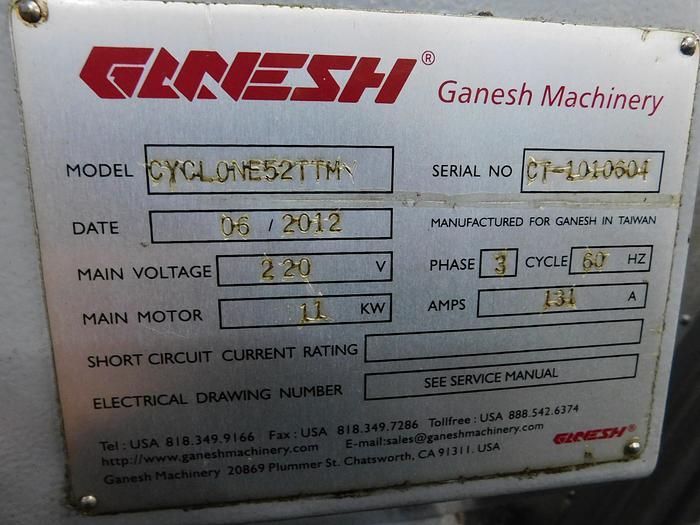 GANESH® Ganesh Machinery
MODEL CYCLONE52TTMY SERIAL NO CT-1010604
DATE 06 / 2012 MANUFACTURED FOR GANESH IN TAIWAN
MAIN VOLTAGE 220 V PHASE 3 CYCLE 60 HZ
MAIN MOTOR 11 KW AMPS 131 A
SHORT CIRCUIT CURRENT RATING
ELECTRICAL DRAWING NUMBER SEE SERVICE MANUAL
Tel : USA 818.349.9166 Fax : USA 818.349.7286 Tollfree : USA 888.542.6374
http://www.ganeshmachinery.com E-mail:sales@ganeshmachinery.com
Ganesh Machinery 20869 Plummer St. Chatsworth, CA 91311. USA
GANESH®